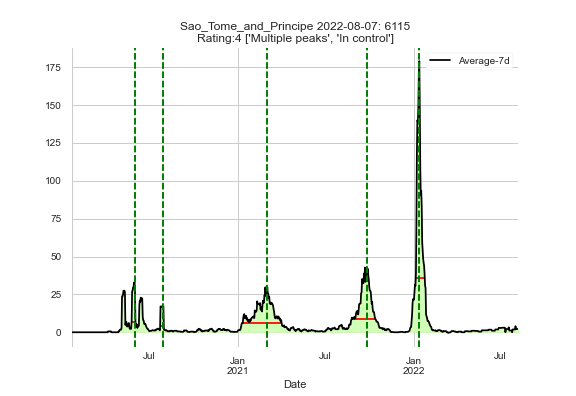 Sao_Tome_and_Principe 2022-08-07: 6115
Rating:4 ['Multiple peaks', 'In control']
Average-7d
175
150
125
100
75
50
25
0
Jul
Jan
2021
Jul
Jan
2022
Jul
Date